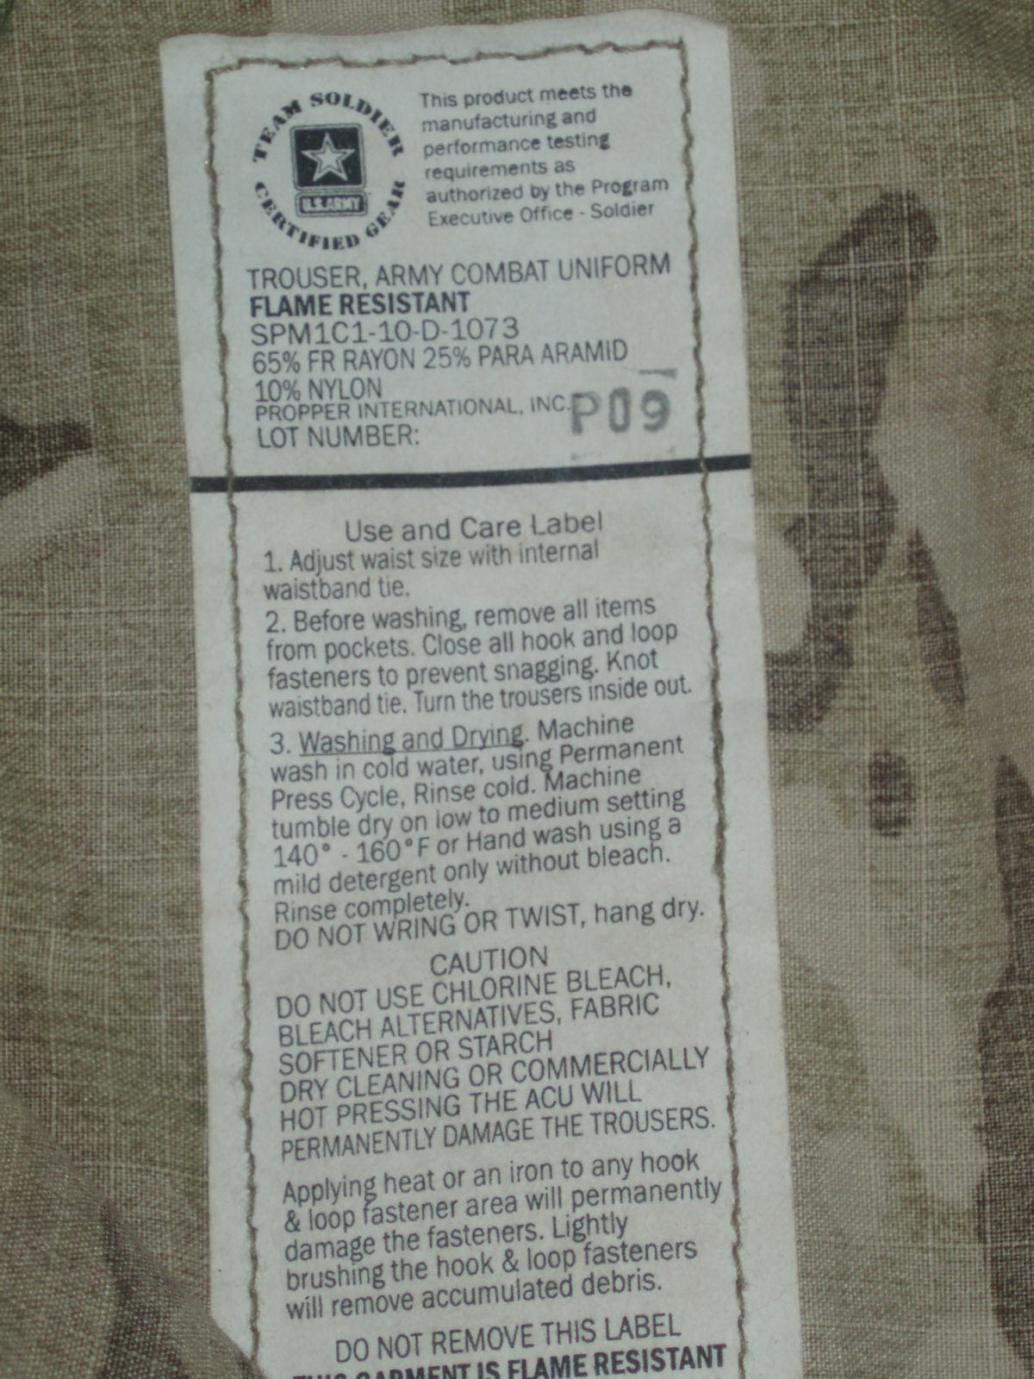 TEAM SOLDIER
CERTIFIED GEAR
U.S.ARMY
This product meets the
manufacturing and
performance testing
requirements as
authorized by the Program
Executive Office - Soldier
TROUSER, ARMY COMBAT UNIFORM
FLAME RESISTANT
SPM1C1-10-D-1073
65% FR RAYON 25% PARA ARAMID
10% NYLON
PROPPER INTERNATIONAL, INC.
LOT NUMBER: P09
Use and Care Label
1. Adjust waist size with internal
waistband tie.
2. Before washing, remove all items
from pockets. Close all hook and loop
fasteners to prevent snagging. Knot
waistband tie. Turn the trousers inside out.
3. Washing and Drying. Machine
wash in cold water, using Permanent
Press Cycle, Rinse cold. Machine
tumble dry on low to medium setting
140° - 160°F or Hand wash using a
mild detergent only without bleach.
Rinse completely.
DO NOT WRING OR TWIST, hang dry.
CAUTION
DO NOT USE CHLORINE BLEACH,
BLEACH ALTERNATIVES, FABRIC
SOFTENER OR STARCH
DRY CLEANING OR COMMERCIALLY
HOT PRESSING THE ACU WILL
PERMANENTLY DAMAGE THE TROUSERS.
Applying heat or an iron to any hook
& loop fastener area will permanently
damage the fasteners. Lightly
brushing the hook & loop fasteners
will remove accumulated debris.
DO NOT REMOVE THIS LABEL
THIS GARMENT IS FLAME RESISTANT